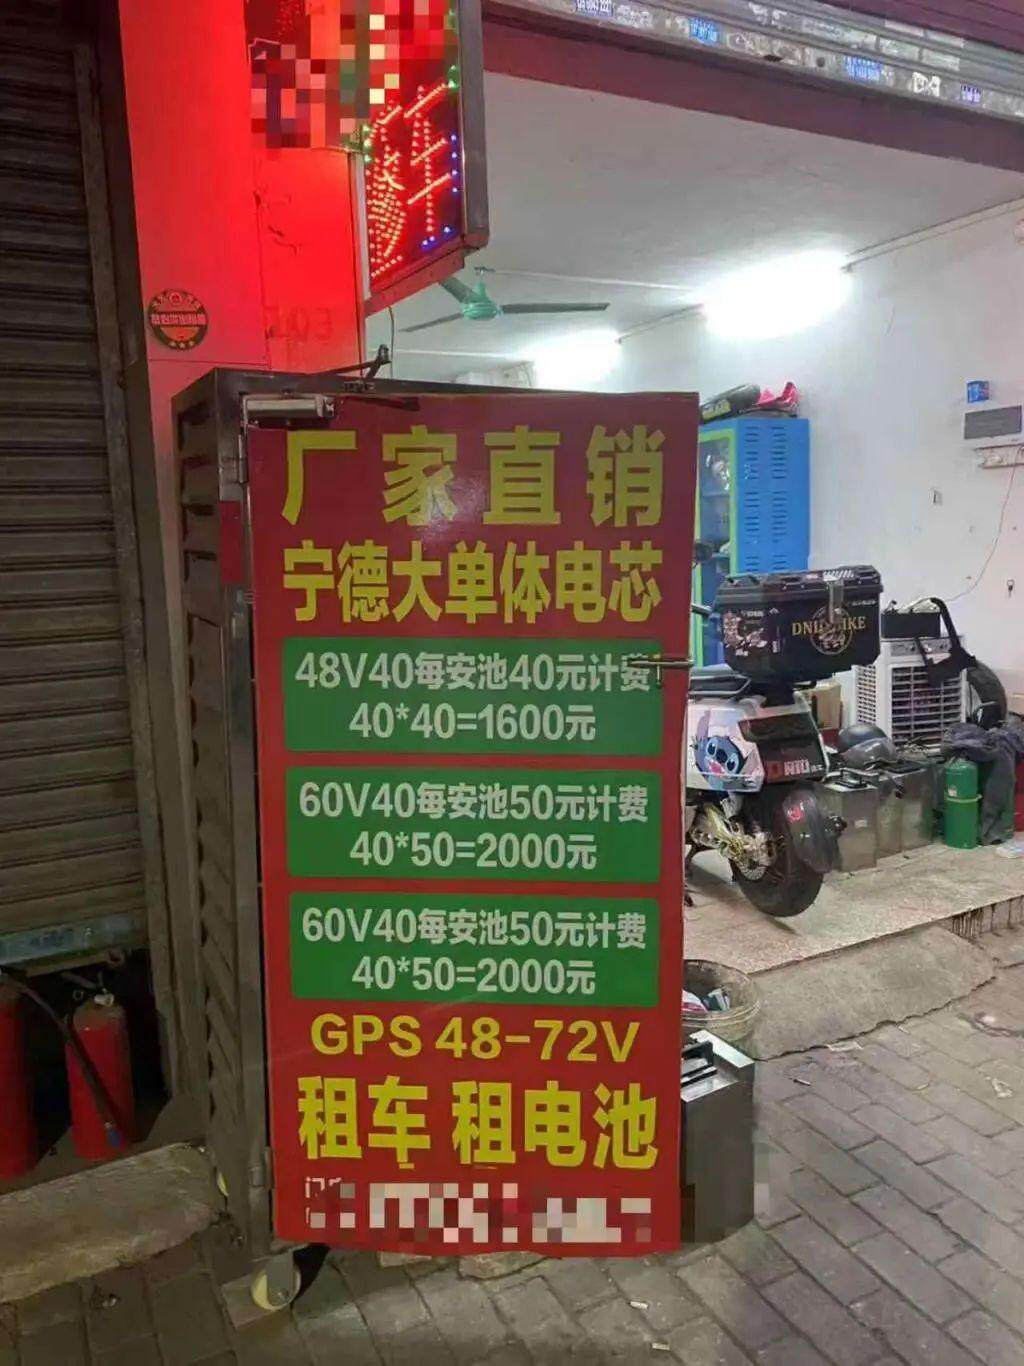 修车
厂家直销
宁德大单体电芯
48V40每安池40元计费
40*40=1600元
60V40每安池50元计费
40*50=2000元
60V40每安池50元计费
40*50=2000元
GPS 48-72V
租车 租电池